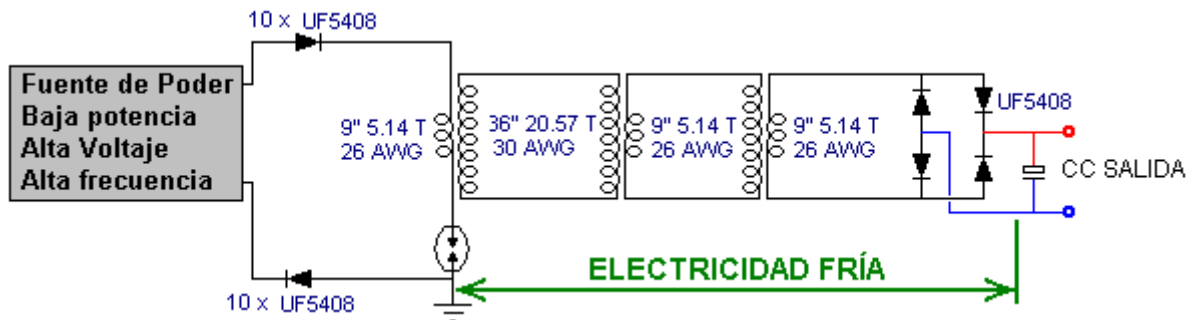 10 x UF5408
Fuente de Poder
Baja potencia
Alta Voltaje
Alta frecuencia
9" 5.14 T
26 AWG
36" 20.57 T
30 AWG
9" 5.14 T
26 AWG
9" 5.14 T
26 AWG
UF5408
CC SALIDA
ELECTRICIDAD FRÍA
10 x UF5408